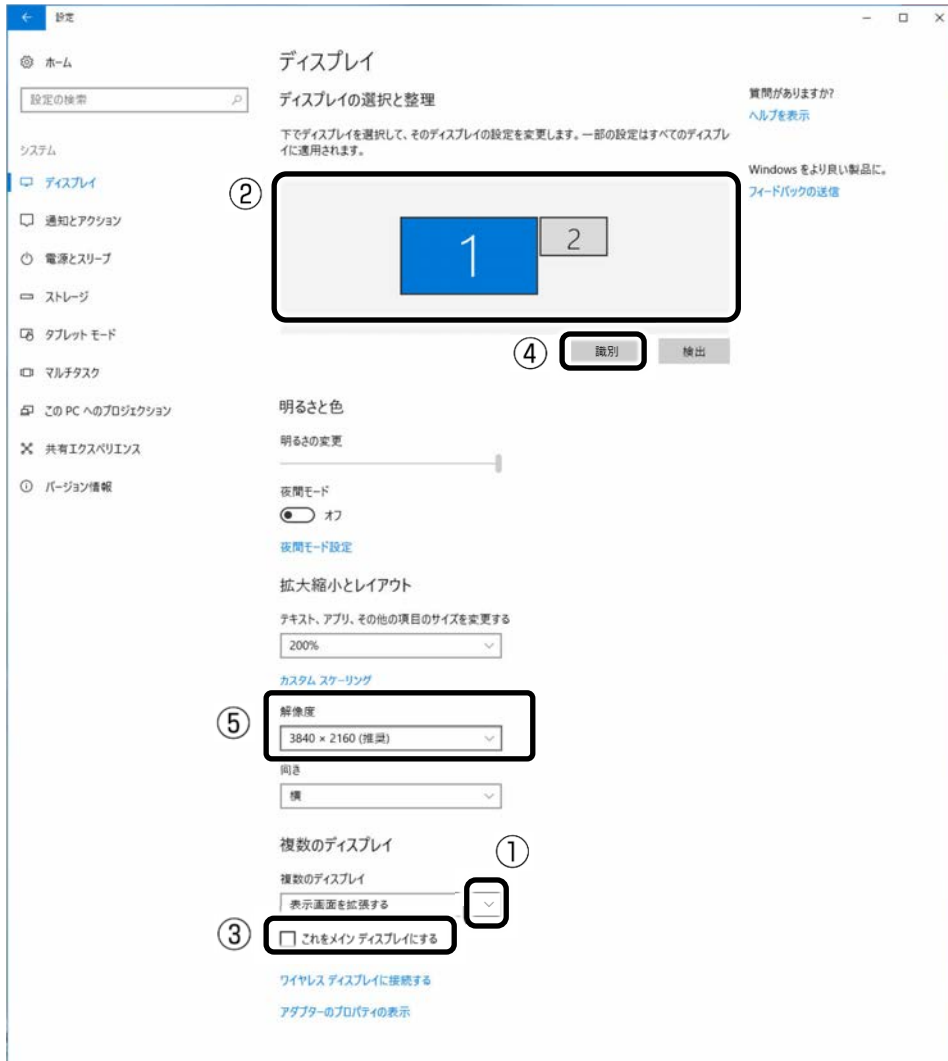 設定
ホーム
設定の検索
システム
ディスプレイ
通知とアクション
電源とスリープ
ストレージ
タブレット モード
マルチタスク
この PC へのプロジェクション
共有エクスペリエンス
バージョン情報
ディスプレイ
ディスプレイの選択と整理
下でディスプレイを選択して、そのディスプレイの設定を変更します。一部の設定はすべてのディスプレ
イに適用されます。
②
1
2
④
識別
検出
明るさと色
明るさの変更
夜間モード
オフ
夜間モード設定
拡大縮小とレイアウト
テキスト、アプリ、その他の項目のサイズを変更する
200%
カスタム スケーリング
⑤
解像度
3840 × 2160 (推奨)
向き
横
複数のディスプレイ
①
複数のディスプレイ
表示画面を拡張する
③
これをメイン ディスプレイにする
ワイヤレス ディスプレイに接続する
アダプターのプロパティの表示
質問がありますか?
ヘルプを表示
Windows をより良い製品に。
フィードバックの送信